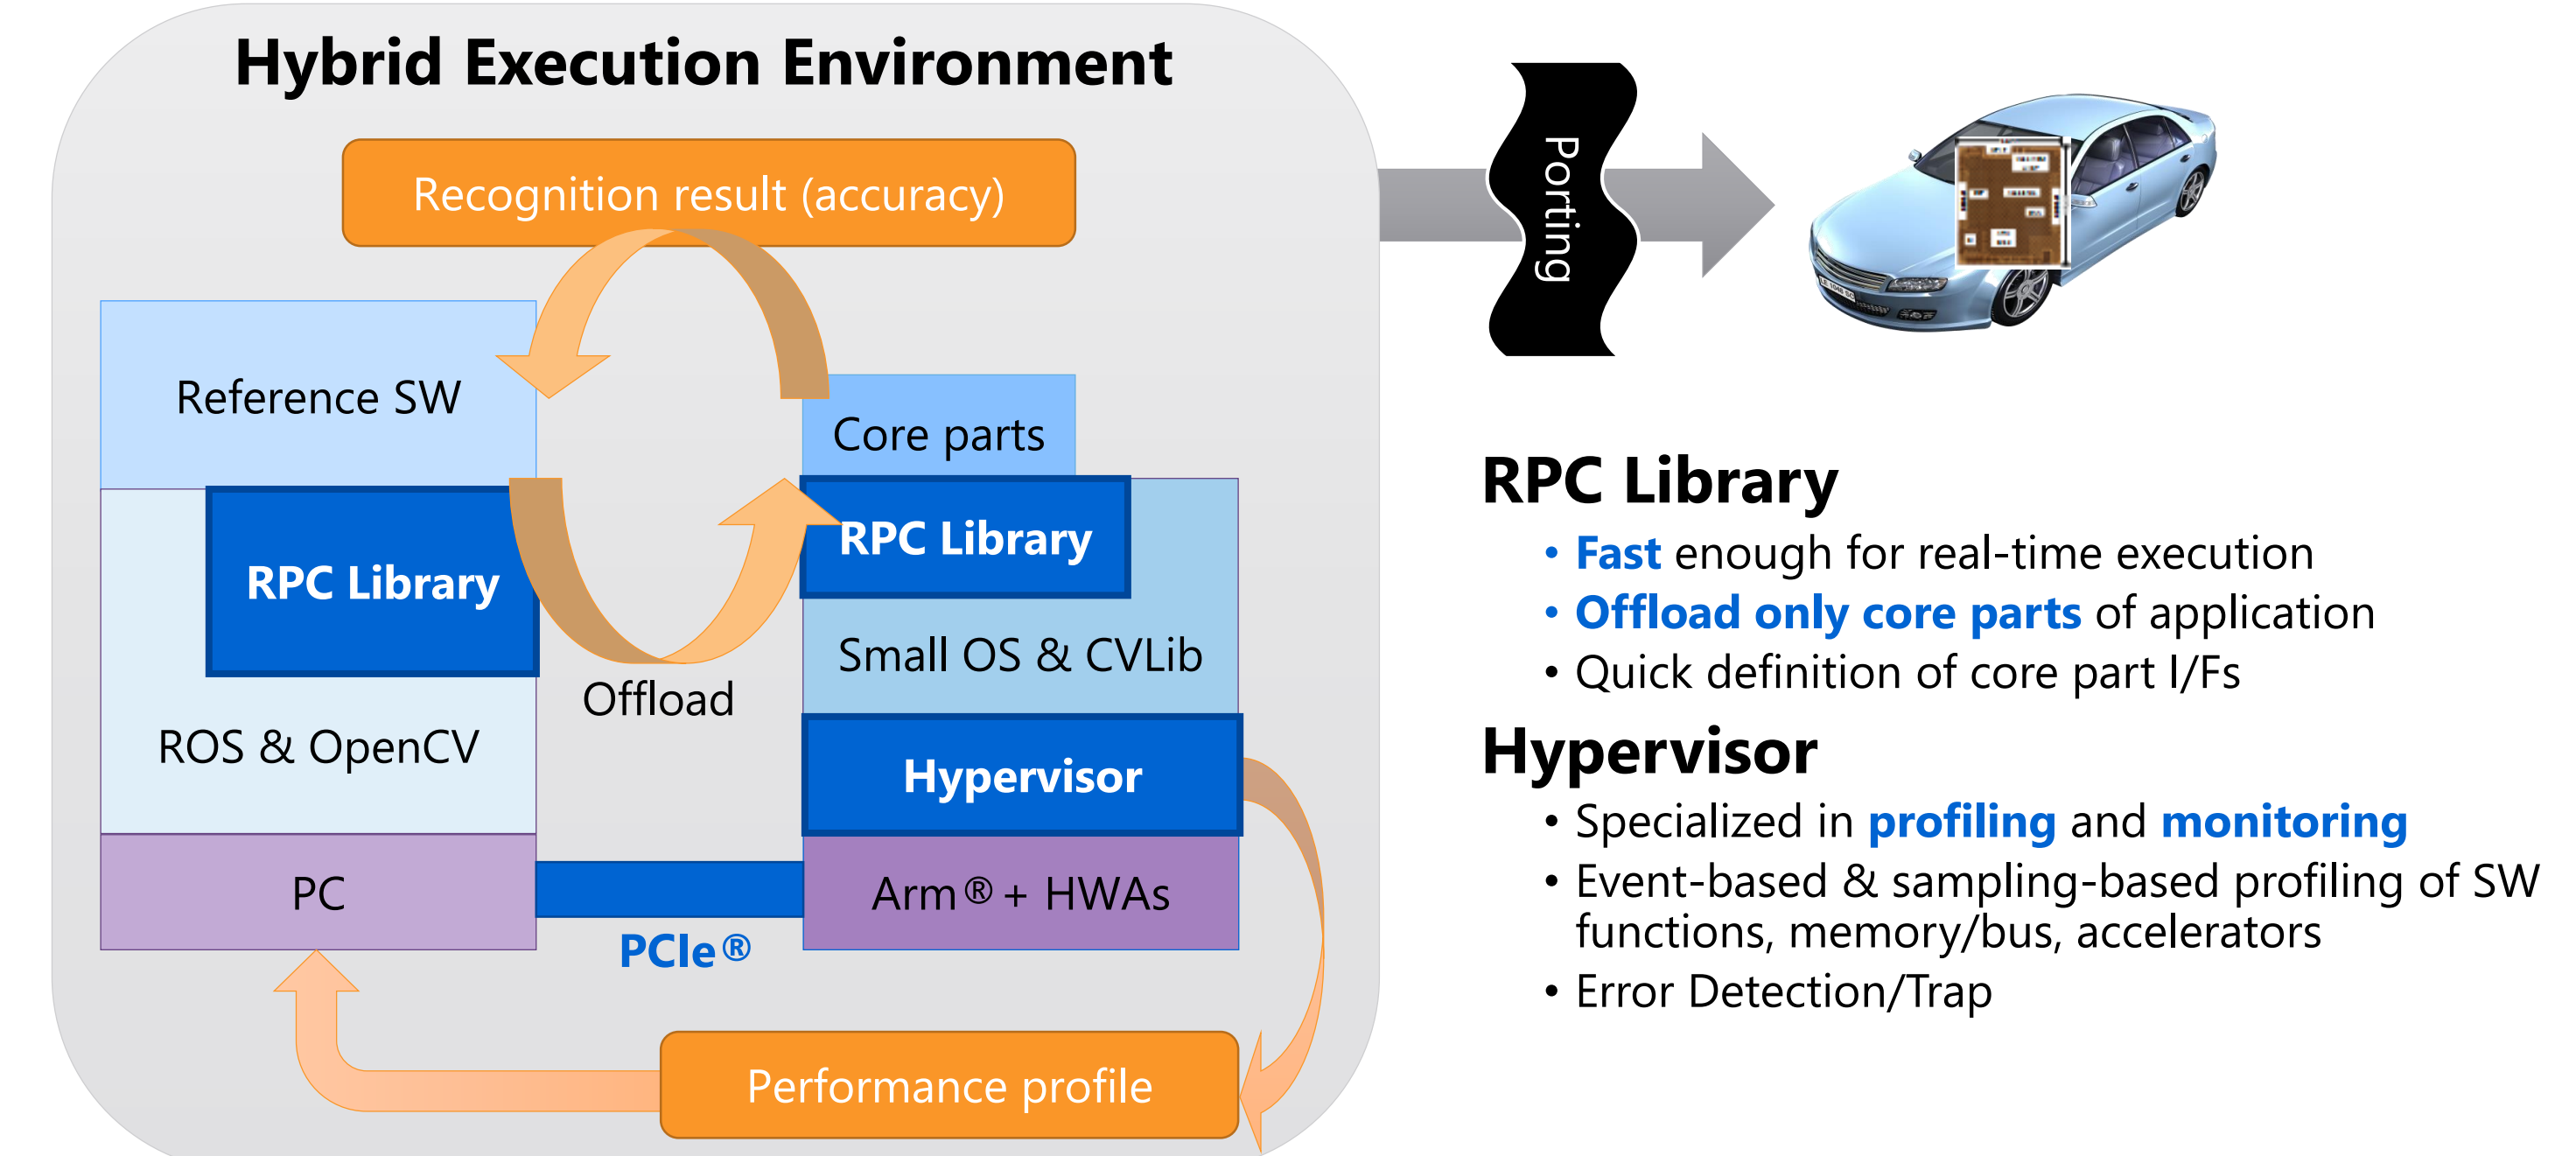 Hybrid Execution Environment
Recognition result (accuracy)
Reference SW
Core parts
RPC Library
RPC Library
Small OS & CVLib
Offload
ROS & OpenCV
Hypervisor
PC
Arm®+ HWAs
PCIe®
Performance profile
Porting
RPC Library
• Fast enough for real-time execution
• Offload only core parts of application
• Quick definition of core part I/Fs
Hypervisor
• Specialized in profiling and monitoring
• Event-based & sampling-based profiling of SW
functions, memory/bus, accelerators
• Error Detection/Trap